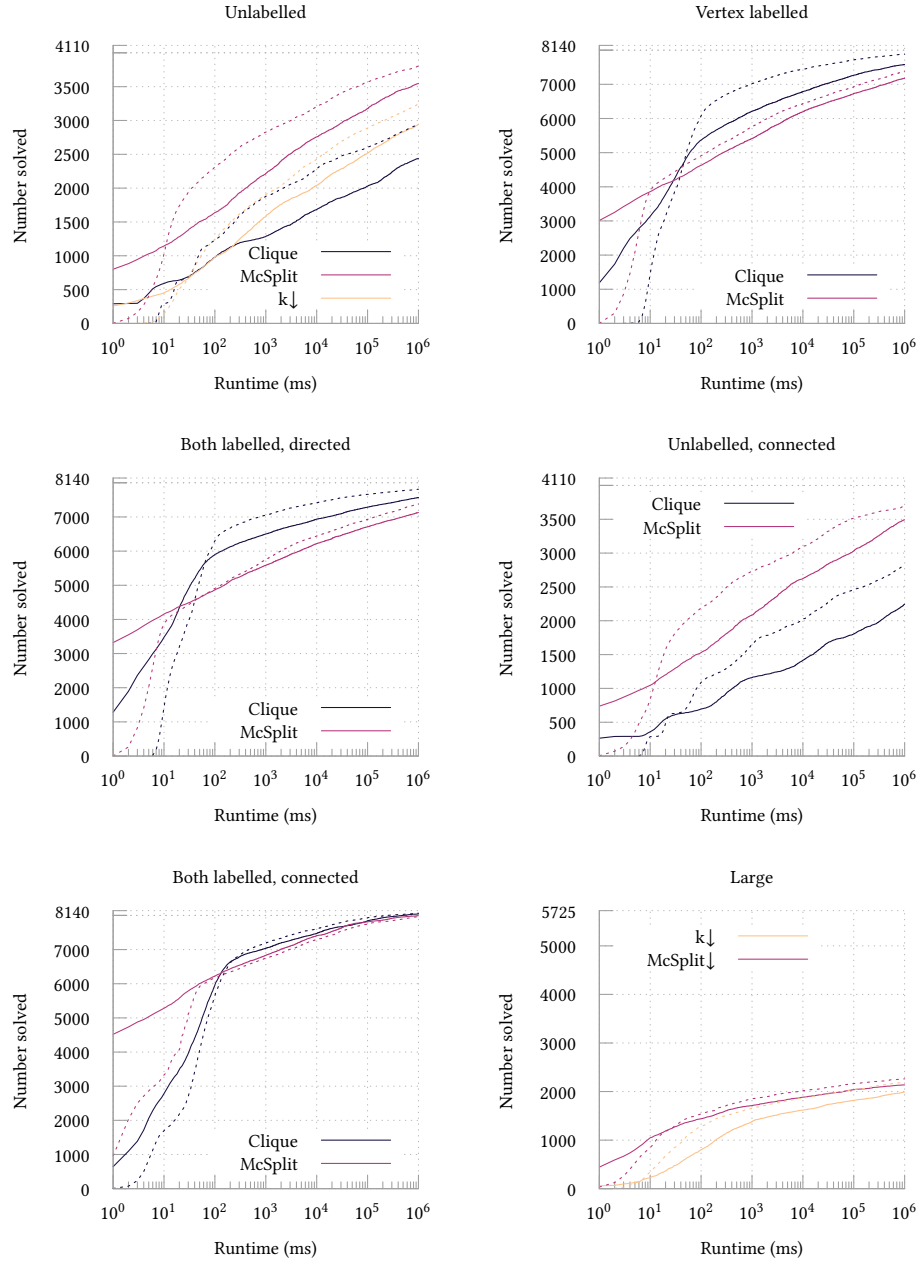 Unlabelled
4110
3500
3000
2500
2000
1500
1000
500
0
10^0 10^1 10^2 10^3 10^4 10^5 10^6
Number solved
Runtime (ms)
Clique
McSplit
k↓
Vertex labelled
8140
7000
6000
5000
4000
3000
2000
1000
0
10^0 10^1 10^2 10^3 10^4 10^5 10^6
Number solved
Runtime (ms)
Clique
McSplit
Both labelled, directed
8140
7000
6000
5000
4000
3000
2000
1000
0
10^0 10^1 10^2 10^3 10^4 10^5 10^6
Number solved
Runtime (ms)
Clique
McSplit
Unlabelled, connected
4110
3500
3000
2500
2000
1500
1000
500
0
10^0 10^1 10^2 10^3 10^4 10^5 10^6
Number solved
Runtime (ms)
Clique
McSplit
Both labelled, connected
8140
7000
6000
5000
4000
3000
2000
1000
0
10^0 10^1 10^2 10^3 10^4 10^5 10^6
Number solved
Runtime (ms)
Clique
McSplit
Large
5725
5000
4000
3000
2000
1000
0
10^0 10^1 10^2 10^3 10^4 10^5 10^6
Number solved
Runtime (ms)
k↓
McSplit↓